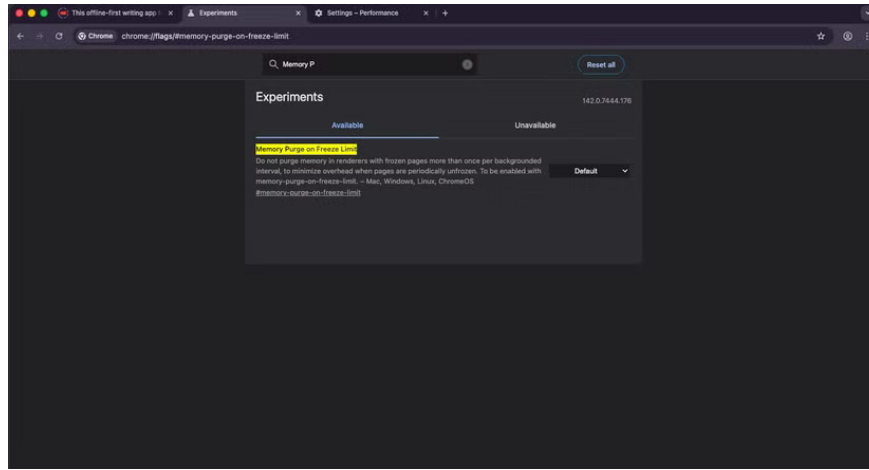 This offline-first writing app
Experiments
Settings – Performance
Chrome
chrome://flags/#memory-purge-on-freeze-limit
Memory P
Reset all
Experiments
142.0.7444.176
Available
Unavailable
Memory Purge on Freeze Limit
Do not purge memory in renderers with frozen pages more than once per backgrounded
interval, to minimize overhead when pages are periodically unfrozen. To be enabled with
memory-purge-on-freeze-limit. – Mac, Windows, Linux, ChromeOS
Default
#memory-purge-on-freeze-limit